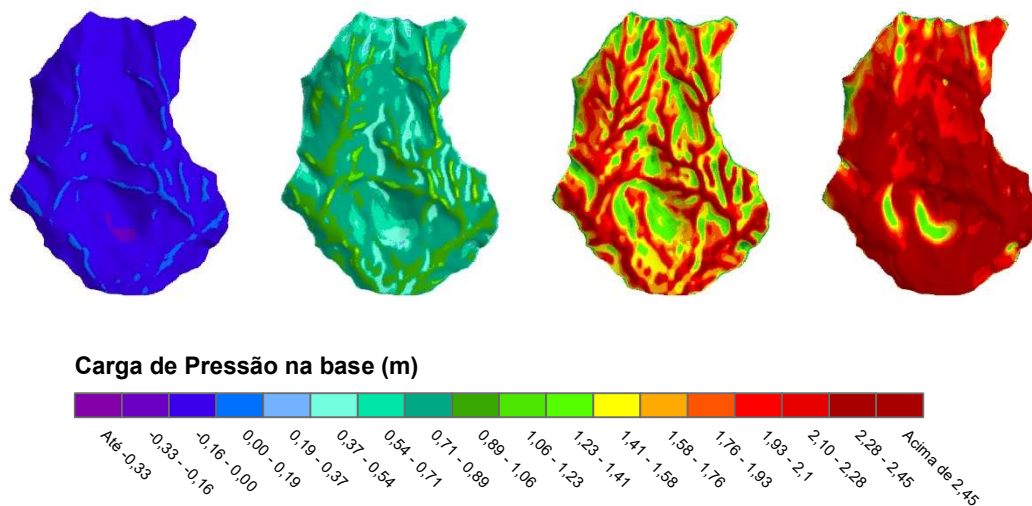 Carga de Pressão na base (m)
Até -0,33
-0,33 - -0,16
-0,16 - 0,00
0,00 - 0,19
0,19 - 0,37
0,37 - 0,54
0,54 - 0,71
0,71 - 0,89
0,89 - 1,06
1,06 - 1,23
1,23 - 1,41
1,41 - 1,58
1,58 - 1,76
1,76 - 1,93
1,93 - 2,1
2,10 - 2,28
2,28 - 2,45
Acima de 2,45